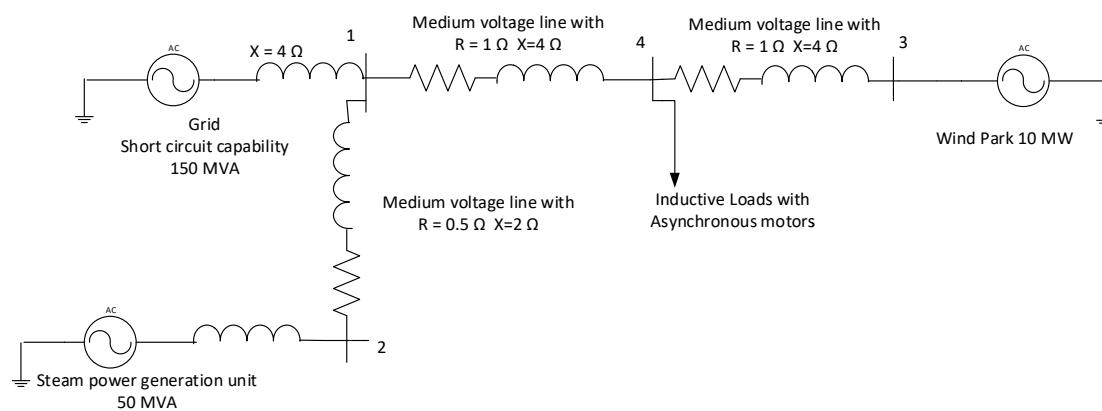 Medium voltage line with
R = 1 Ω X=4 Ω
Medium voltage line with
R = 1 Ω X=4 Ω
AC
X = 4 Ω
1
4
3
AC
Grid
Short circuit capability
150 MVA
Wind Park 10 MW
Medium voltage line with
R = 0.5 Ω X=2 Ω
Inductive Loads with
Asynchronous motors
AC
2
Steam power generation unit
50 MVA